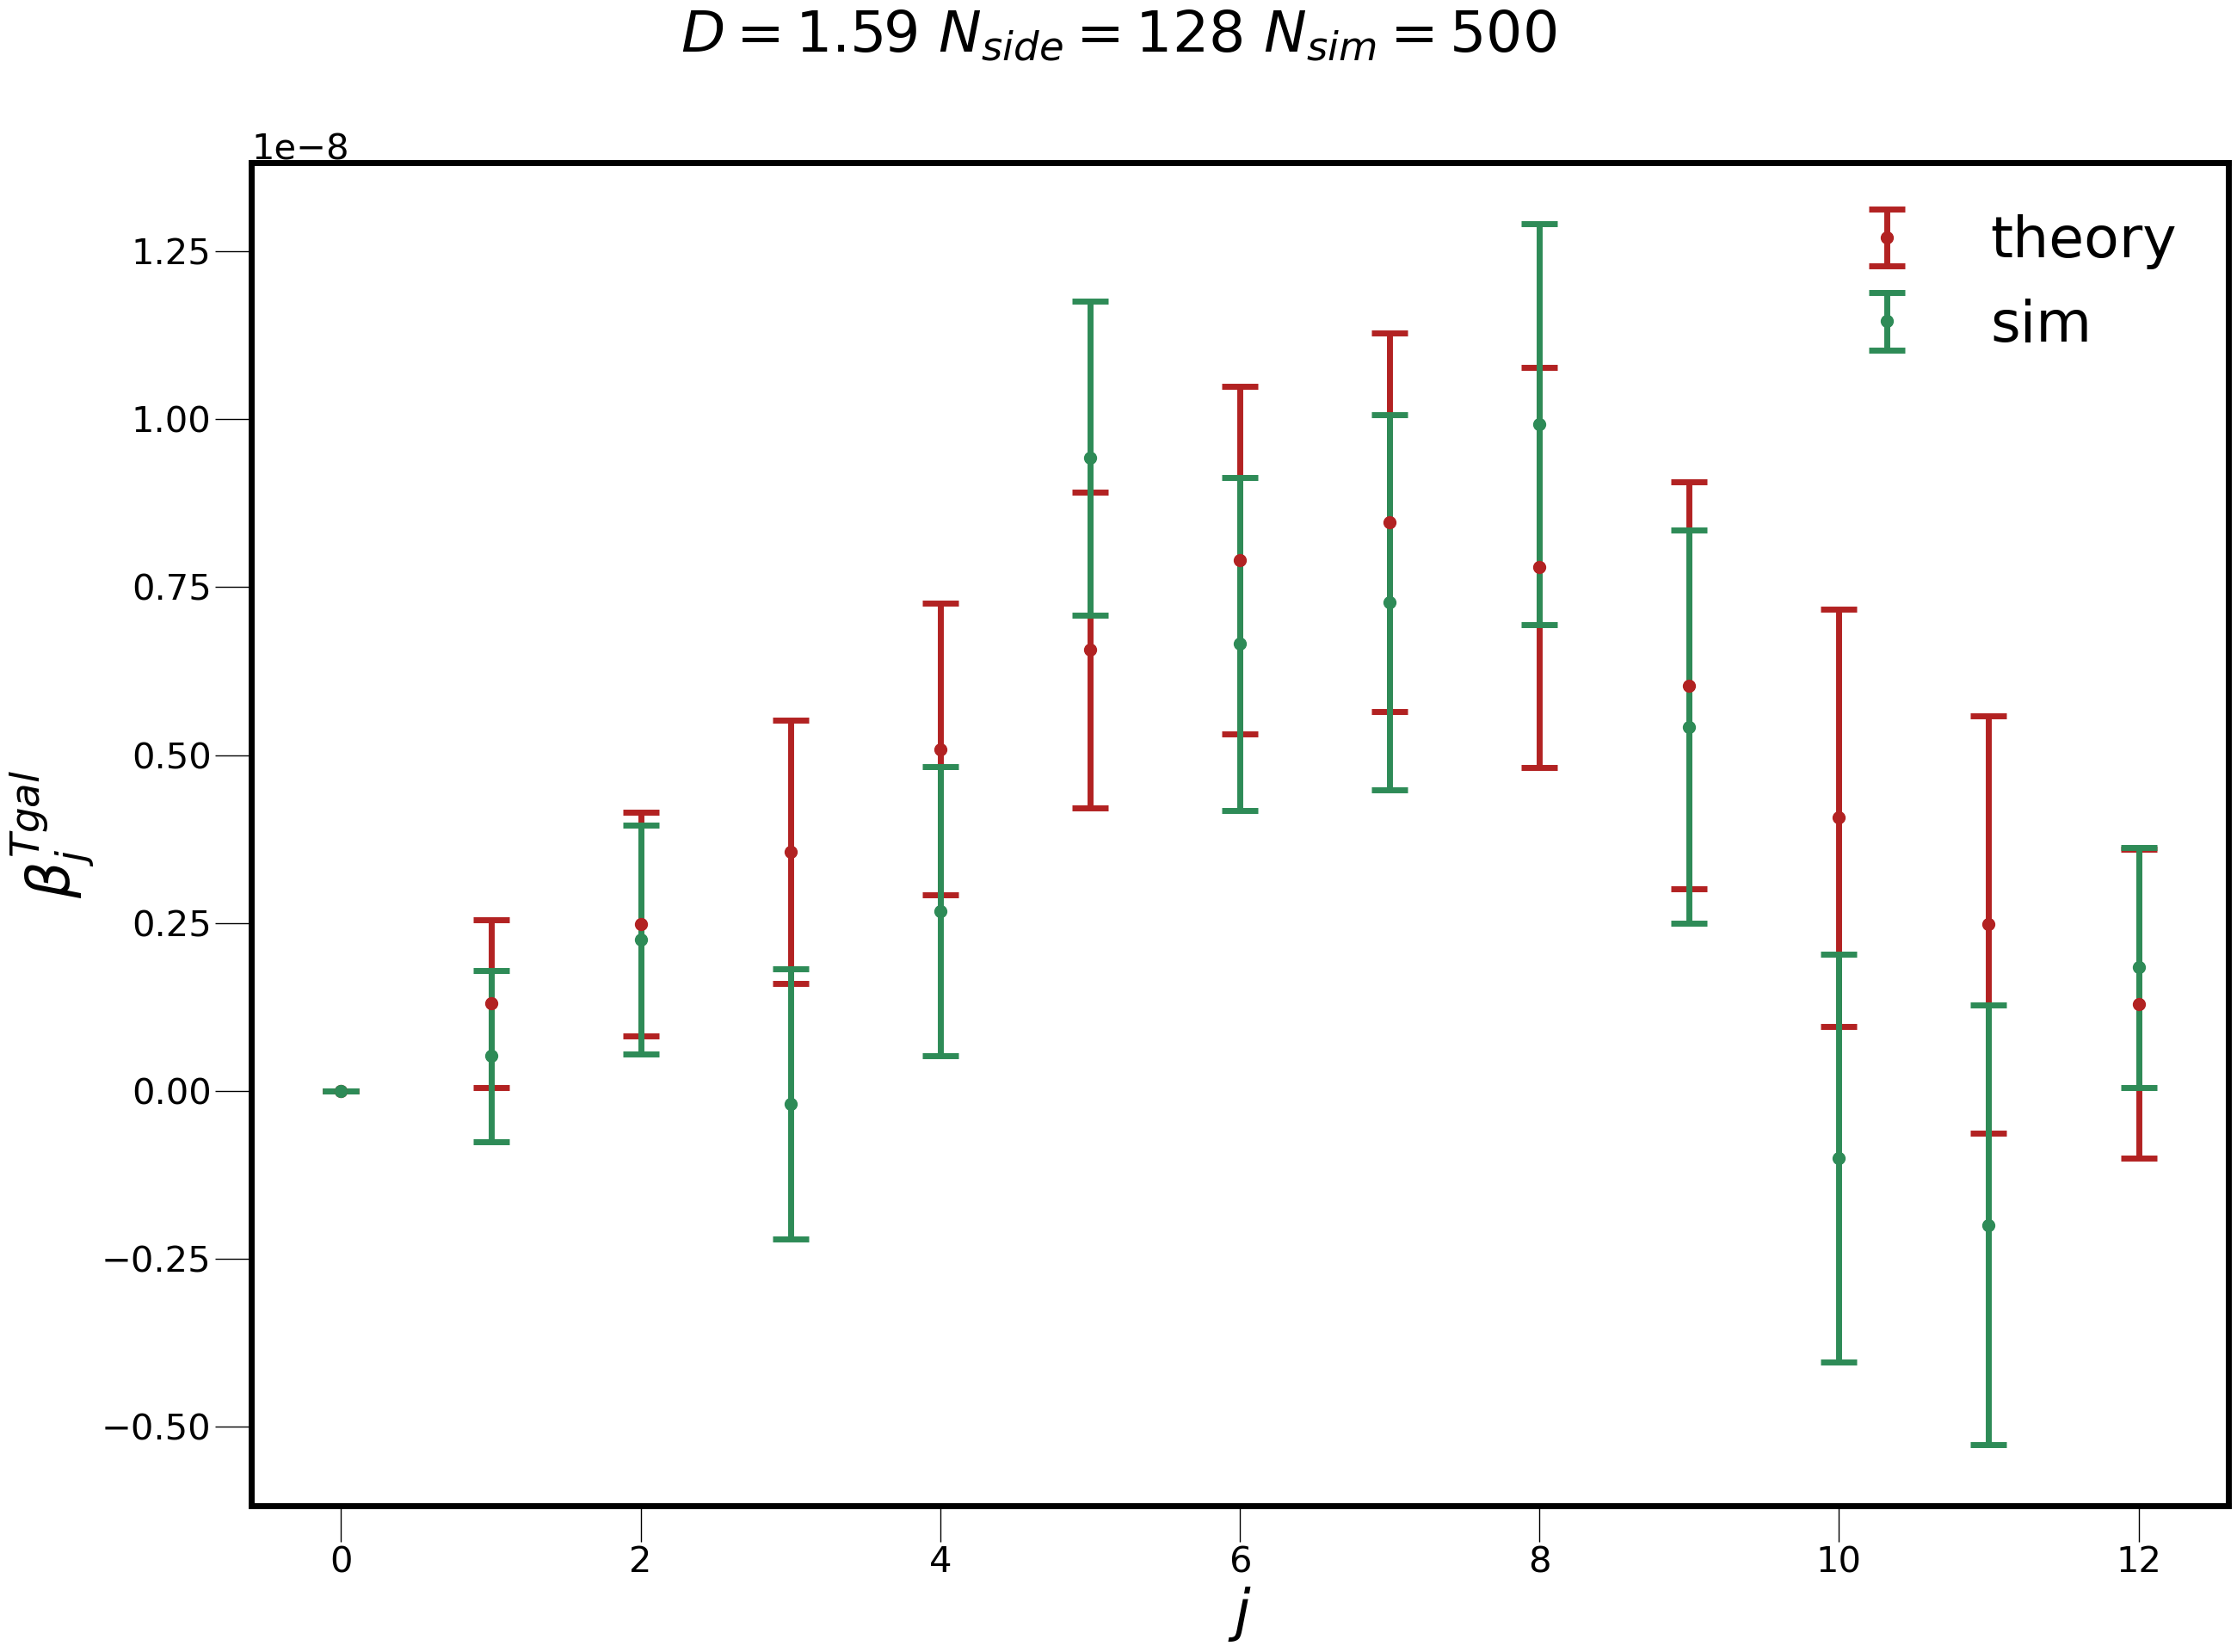 D = 1.59 N_side = 128 N_sim = 500
1e−8
theory
sim
1.25
1.00
0.75
0.50
0.25
0.00
−0.25
−0.50
β_j^Tgal
0 2 4 6 8 10 12
j